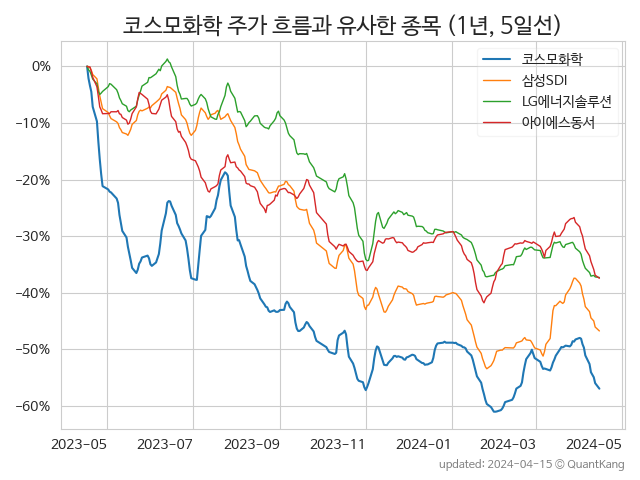 코스모화학 주가 흐름과 유사한 종목 (1년, 5일선)
코스모화학
삼성SDI
LG에너지솔루션
아이에스동서
0%
−10%
−20%
−30%
−40%
−50%
−60%
2023-05 2023-07 2023-09 2023-11 2024-01 2024-03 2024-05
updated: 2024-04-15 © QuantKang